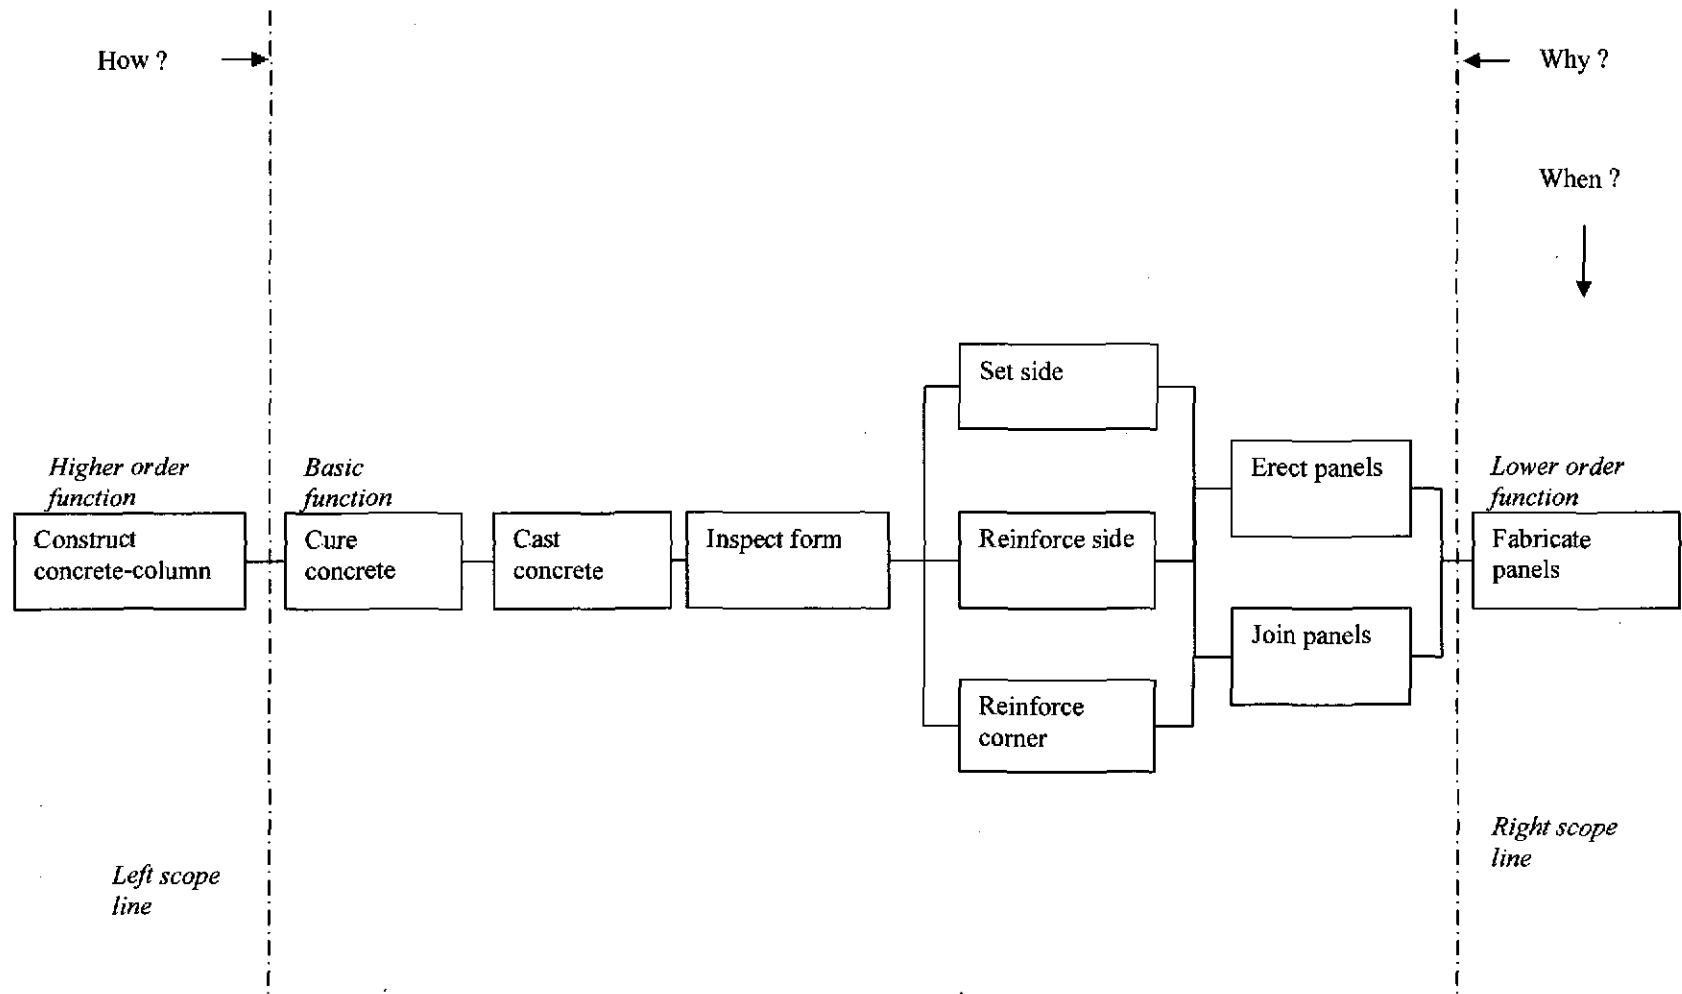 How ?
Why ?
When ?
Set side
Higher order
function
Basic
function
Erect panels
Lower order
function
Construct
concrete-column
Cure
concrete
Cast
concrete
Inspect form
Reinforce side
Fabricate
panels
Join panels
Reinforce
corner
Right scope
line
Left scope
line